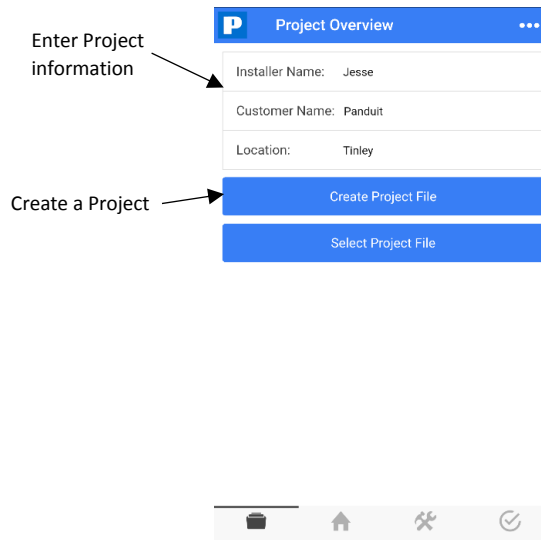 P Project Overview
Enter Project
information
Installer Name: Jesse
Customer Name: Panduit
Location: Tinley
Create a Project
Create Project File
Select Project File